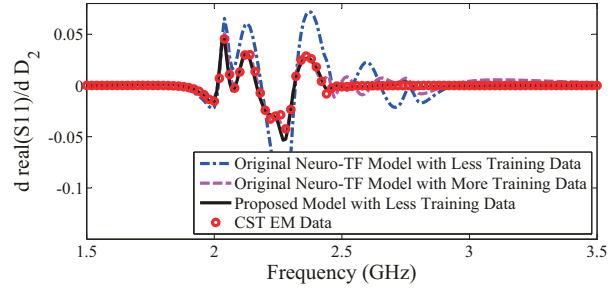 d real(S11)/d D2
0.05
0
-0.05
-0.1
Original Neuro-TF Model with Less Training Data
Original Neuro-TF Model with More Training Data
Proposed Model with Less Training Data
CST EM Data
1.5 2 2.5 3 3.5
Frequency (GHz)